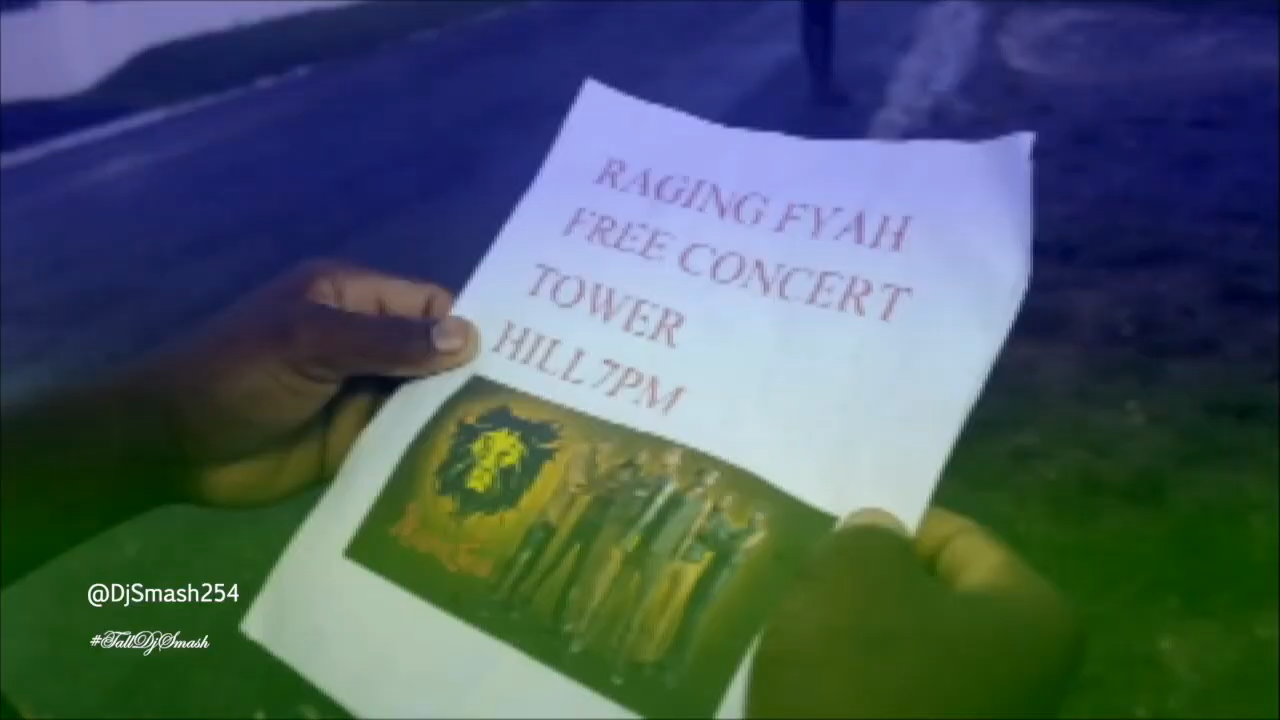 RAGING FYAH
FREE CONCERT
TOWER
HILL 7PM
@DjSmash254
#TallDjSmash